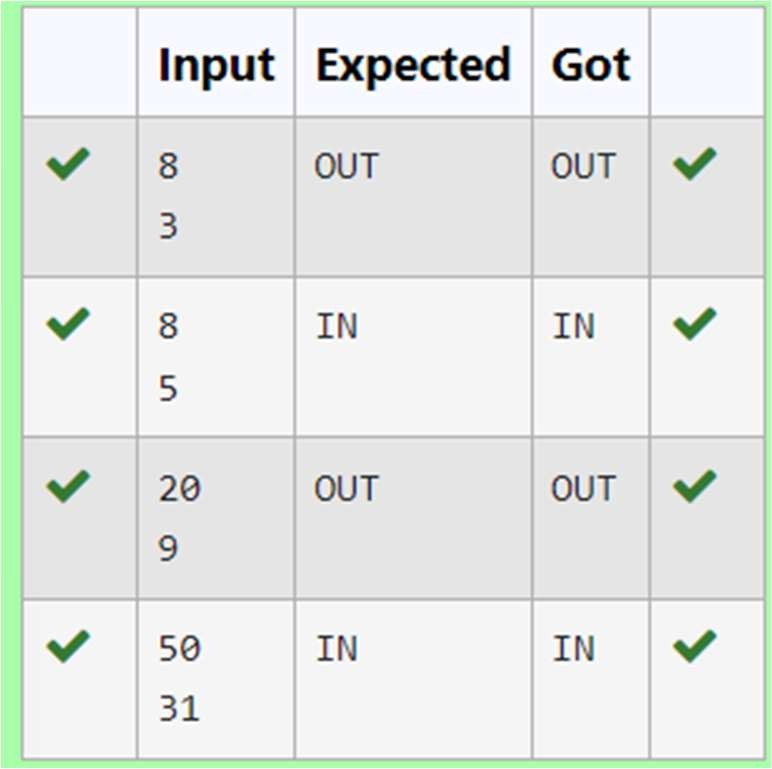 Input Expected Got
8 OUT OUT
3
8 IN IN
5
20 OUT OUT
9
50 IN IN
31